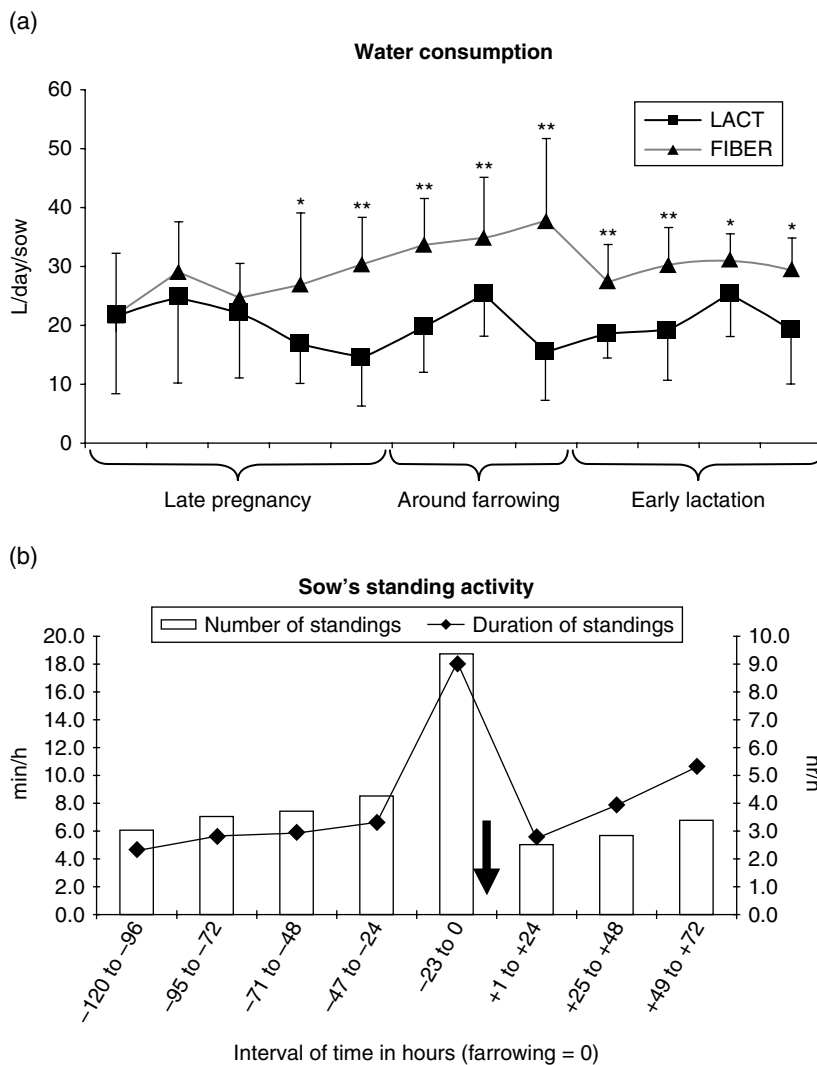 (a)
Water consumption
60
50
40
30
20
10
0
L/day/sow
LACT
FIBER
*
**
**
**
**
**
**
*
*
Late pregnancy
Around farrowing
Early lactation
(b)
Sow's standing activity
Number of standings
Duration of standings
20.0
18.0
16.0
14.0
12.0
10.0
8.0
6.0
4.0
2.0
0.0
min/h
10.0
9.0
8.0
7.0
6.0
5.0
4.0
3.0
2.0
1.0
0.0
–120 to –96
–95 to –72
–71 to –48
–47 to –24
–23 to 0
+1 to +24
+25 to +48
+49 to +72
Interval of time in hours (farrowing = 0)